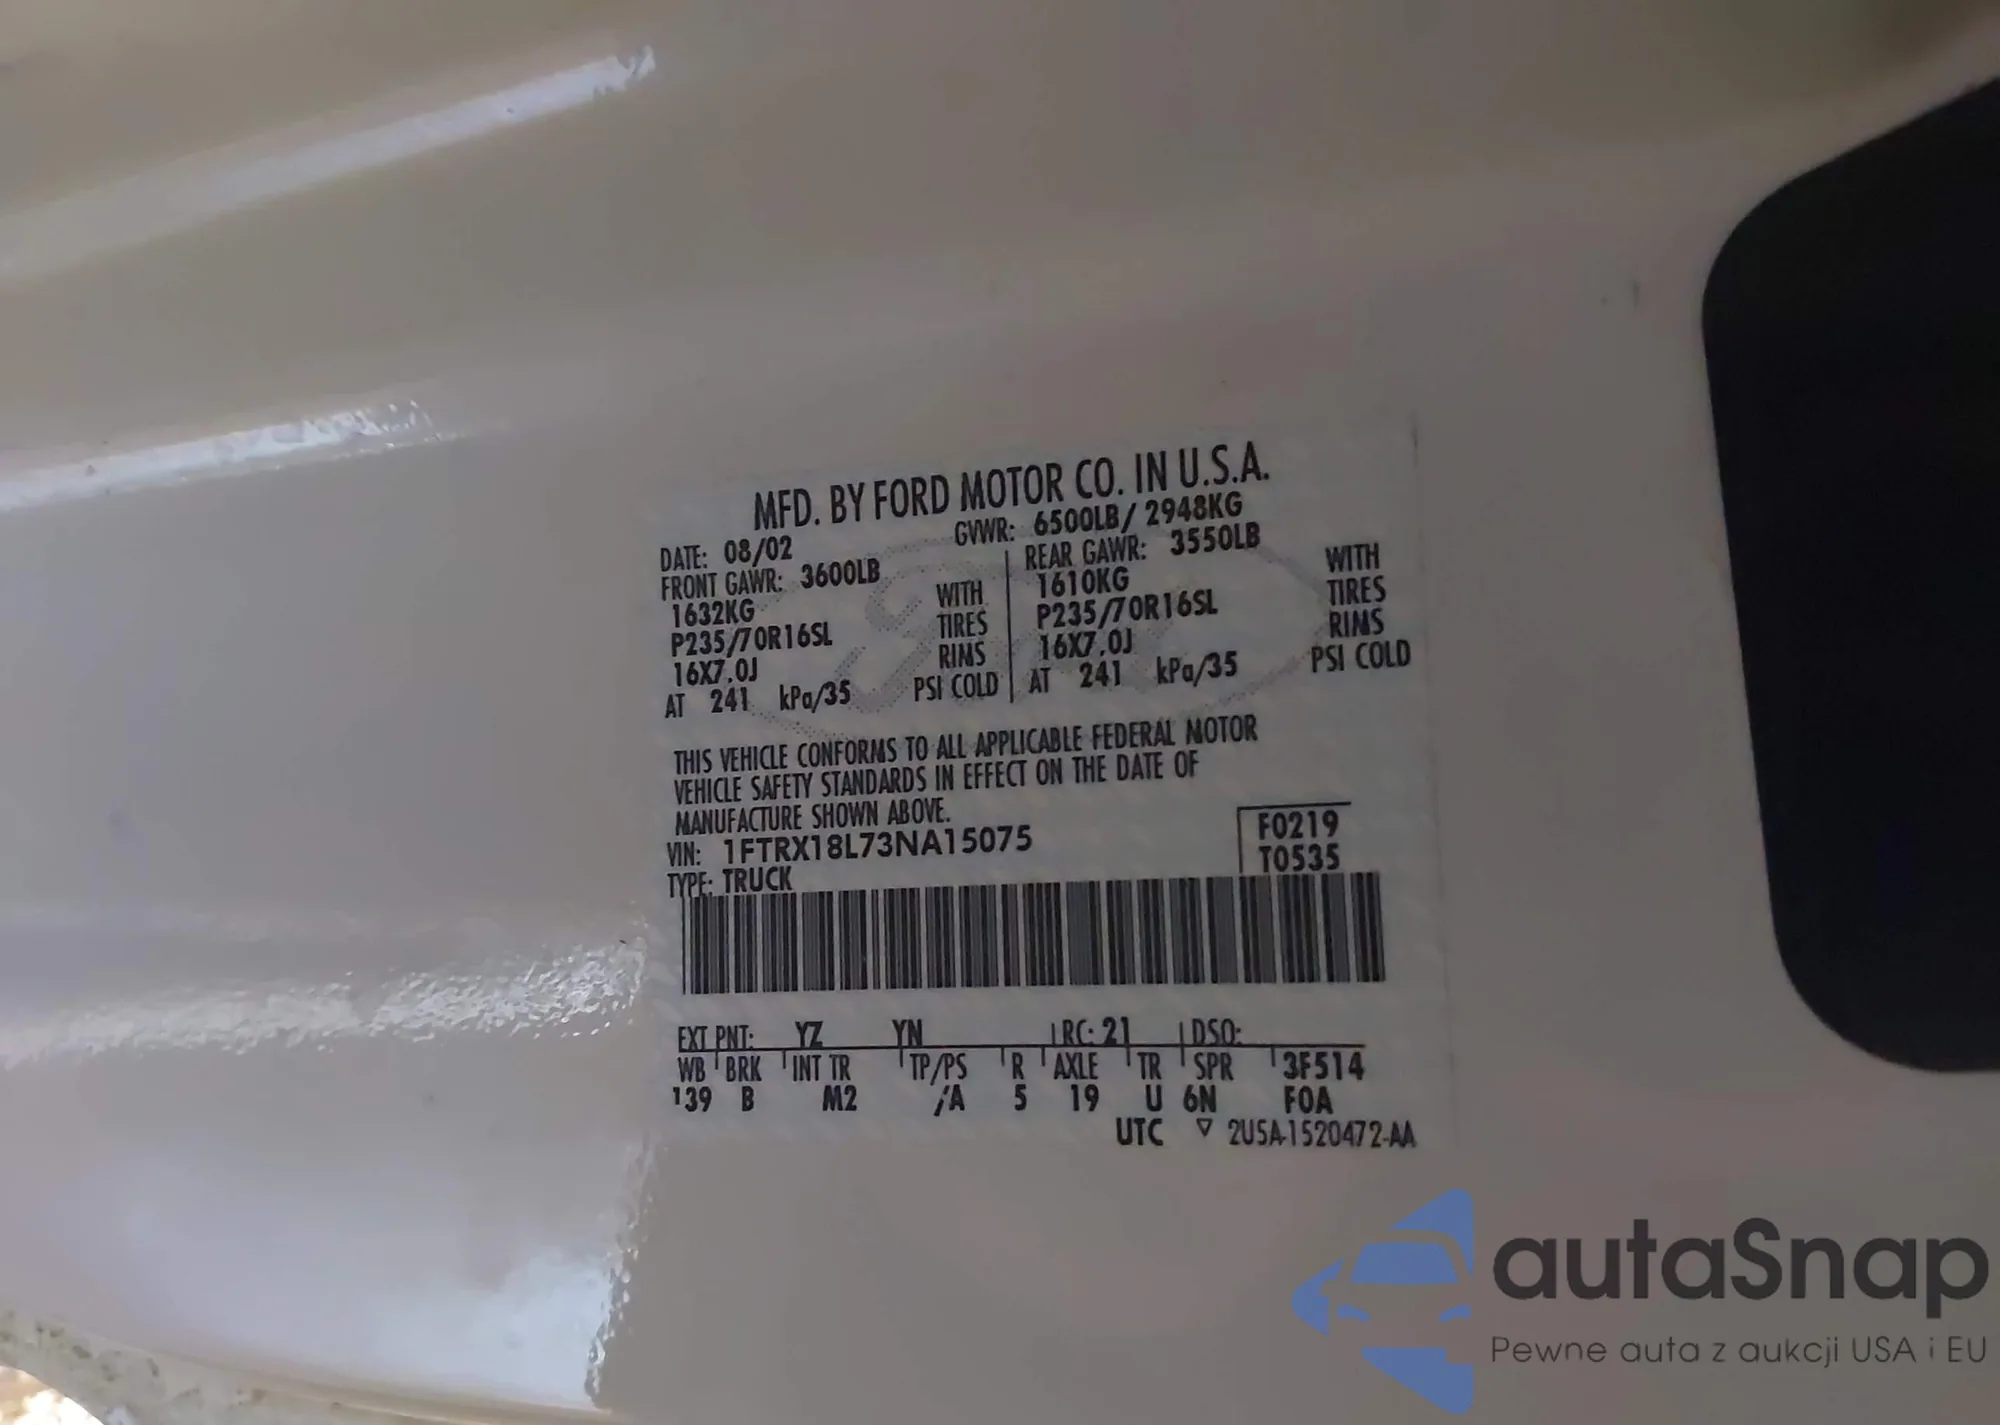 MFD. BY FORD MOTOR CO. IN U.S.A.
DATE: 08/02 GVWR: 6500LB/ 2948KG
FRONT GAWR: 3600LB REAR GAWR: 3550LB
1632KG WITH 1610KG WITH
P235/70R16SL TIRES P235/70R16SL TIRES
16X7.0J RIMS 16X7.0J RIMS
AT 241 kPa/35 PSI COLD AT 241 kPa/35 PSI COLD
THIS VEHICLE CONFORMS TO ALL APPLICABLE FEDERAL MOTOR
VEHICLE SAFETY STANDARDS IN EFFECT ON THE DATE OF
MANUFACTURE SHOWN ABOVE.
VIN: 1FTRX18L73NA15075 F0219
TYPE: TRUCK T0535
EXT PNT: YZ YN RC: 21 DSO:
WB BRK INT TR TP/PS R AXLE TR SPR 3F514
139 B M2 /A 5 19 U 6N F0A
UTC ▽ 2U5A-1520472-AA
autaSnap
Pewne auta z aukcji USA i EU